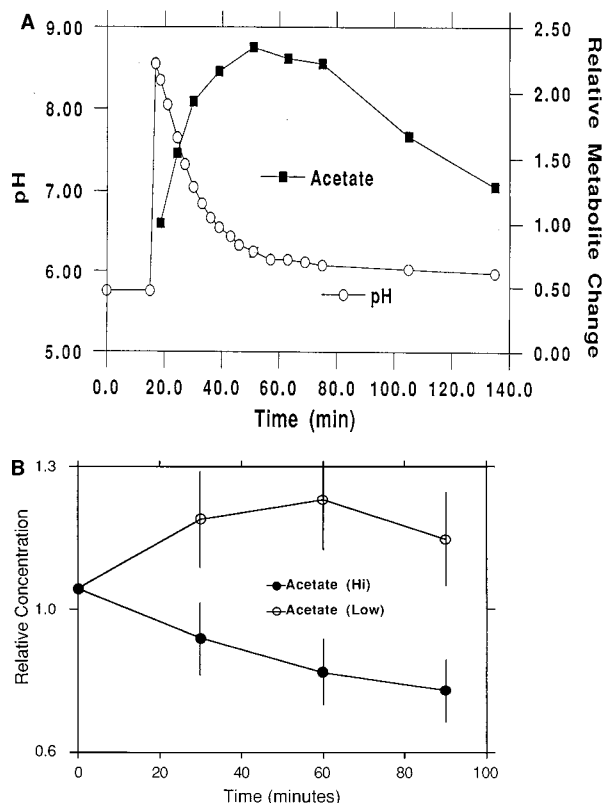 A
9.00
8.00
7.00
6.00
5.00
pH
2.50
2.00
1.50
1.00
0.50
0.00
Relative Metabolite Change
Acetate
pH
0.0 20.0 40.0 60.0 80.0 100.0 120.0 140.0
Time (min)
B
1.3
1.0
0.6
Relative Concentration
Acetate (Hi)
Acetate (Low)
0 20 40 60 80 100
Time (minutes)